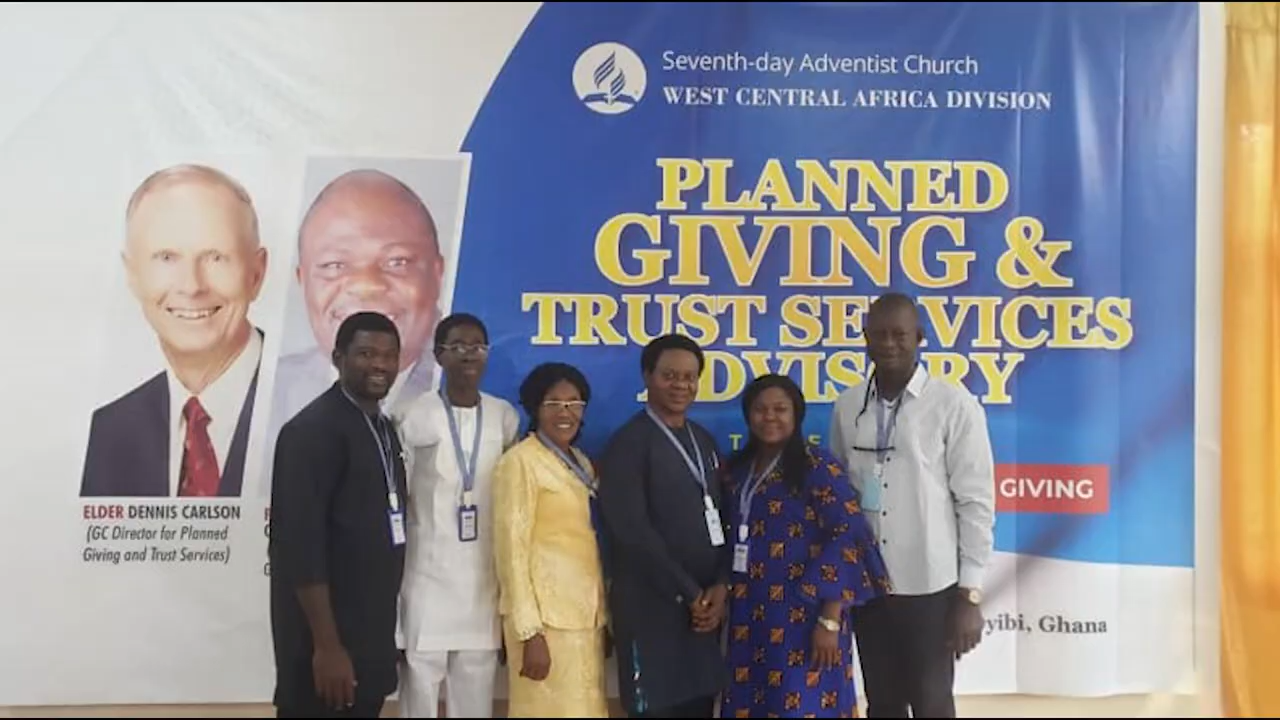 Seventh-day Adventist Church
WEST CENTRAL AFRICA DIVISION
PLANNED
GIVING &
TRUST SERVICES
ADVISORY
GIVING
ELDER DENNIS CARLSON
(GC Director for Planned
Giving and Trust Services)
Ghana